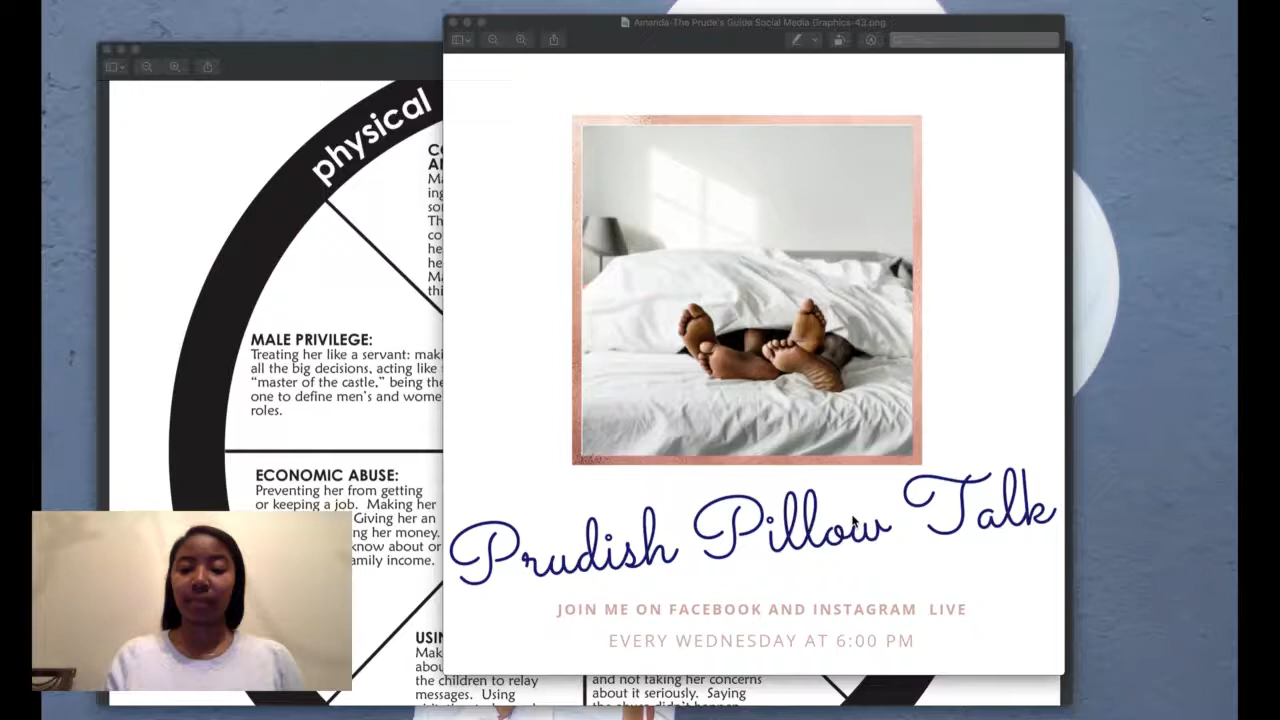 Amanda-The Prude's Guide Social Media Graphics-43.png
physical
MALE PRIVILEGE:
Treating her like a servant:
all the big decisions, acting like
"master of the castle," being the
one to define men's and
roles.
ECONOMIC ABUSE:
Preventing her from getting
or keeping a job. Making her
Giving her an
her money.
know about or
income.
the children to relay
messages. Using
and not taking her concerns
about it seriously. Saying
Prudish Pillow Talk
JOIN ME ON FACEBOOK AND INSTAGRAM LIVE
EVERY WEDNESDAY AT 6:00 PM